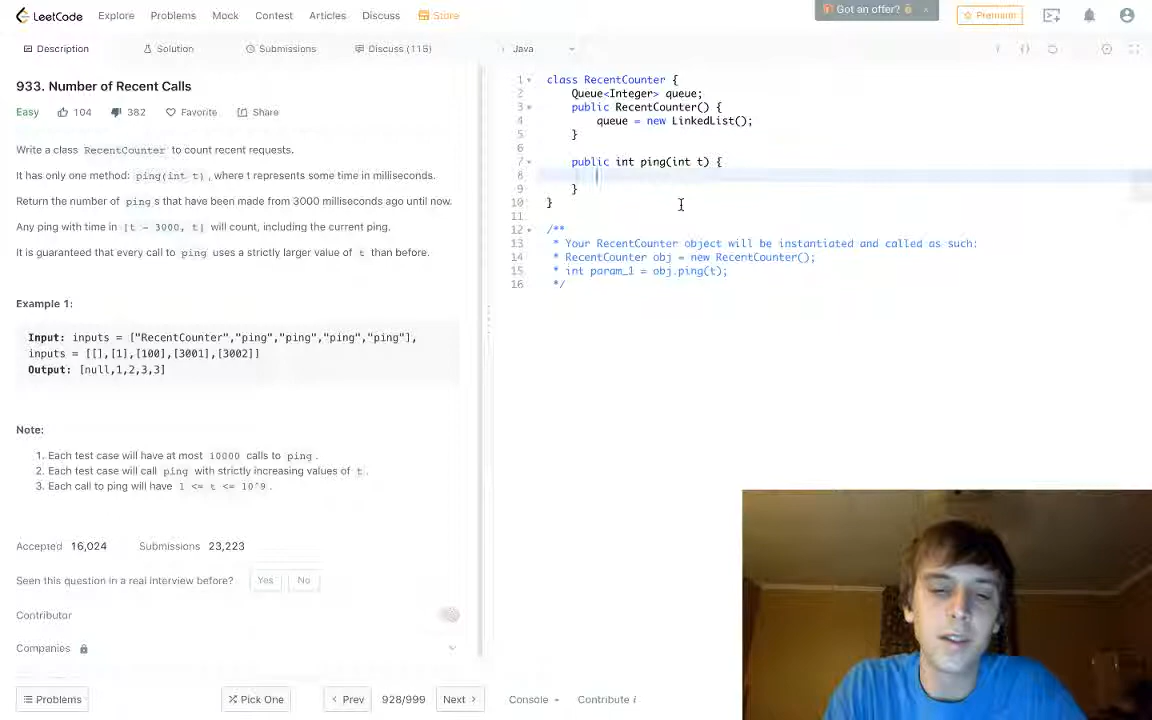 LeetCode Explore Problems Mock Contest Articles Discuss Store Got an offer? × Premium
Description Solution Submissions Discuss (115) Java
933. Number of Recent Calls
Easy 104 382 Favorite Share
Write a class RecentCounter to count recent requests.
It has only one method: ping(int t), where t represents some time in milliseconds.
Return the number of pings that have been made from 3000 milliseconds ago until now.
Any ping with time in [t - 3000, t] will count, including the current ping.
It is guaranteed that every call to ping uses a strictly larger value of t than before.
Example 1:
Input: inputs = ["RecentCounter","ping","ping","ping","ping"],
inputs = [[],[1],[100],[3001],[3002]]
Output: [null,1,2,3,3]
Note:
1. Each test case will have at most 10000 calls to ping.
2. Each test case will call ping with strictly increasing values of t.
3. Each call to ping will have 1 <= t <= 10^9.
Accepted 16,024 Submissions 23,223
Seen this question in a real interview before? Yes No
Contributor
Companies
Problems Pick One Prev 928/999 Next Console Contribute i
1 class RecentCounter {
2 Queue<Integer> queue;
3 public RecentCounter() {
4 queue = new LinkedList();
5 }
6
7 public int ping(int t) {
8
9 }
10 }
11
12 /**
13 * Your RecentCounter object will be instantiated and called as such:
14 * RecentCounter obj = new RecentCounter();
15 * int param_1 = obj.ping(t);
16 */